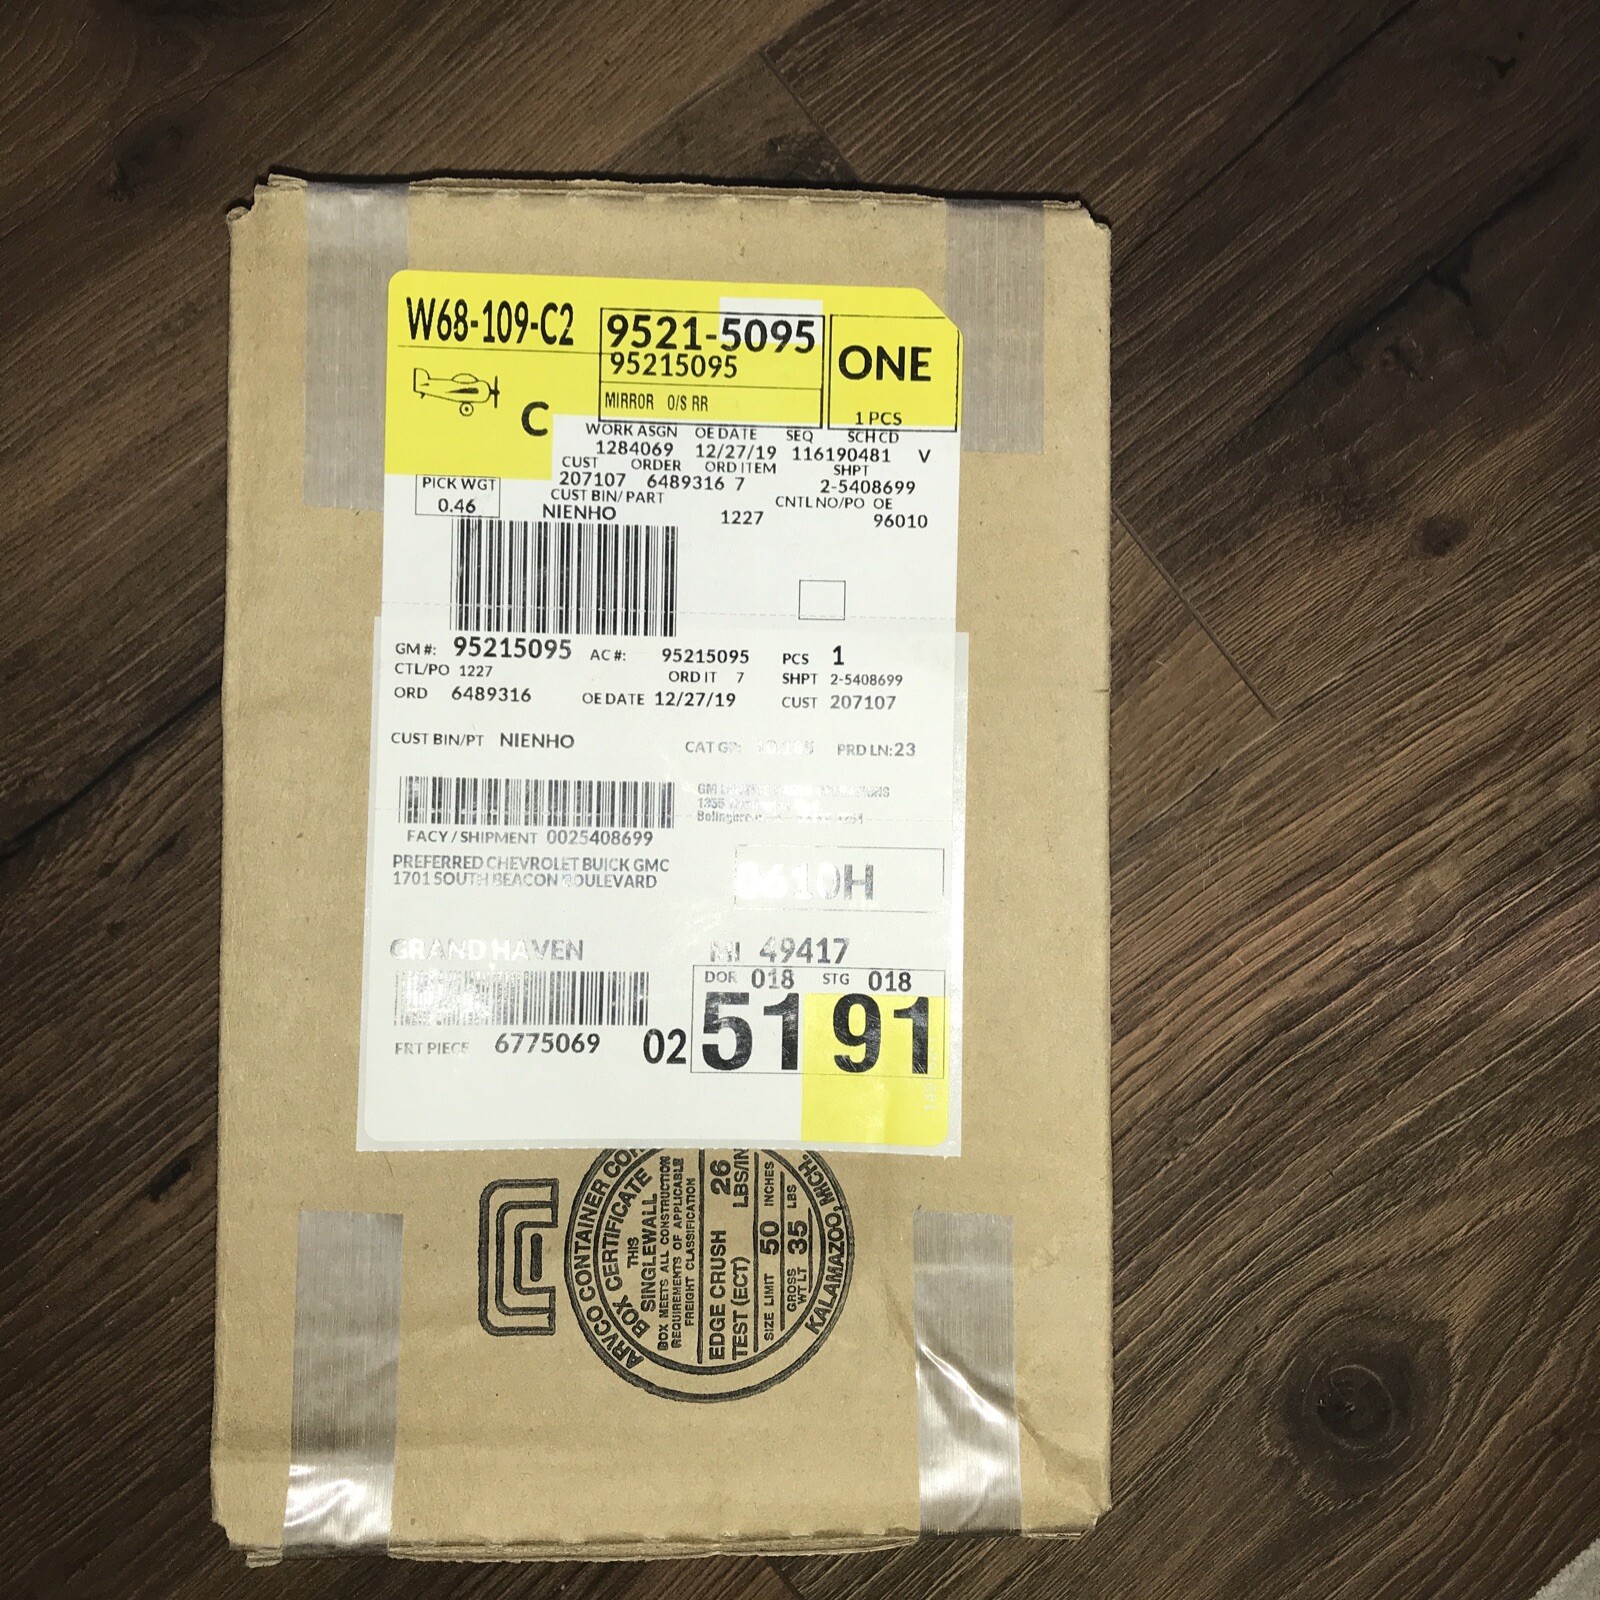 W68-109-C2
9521-5095
95215095
MIRROR O/S RR
ONE
1 PCS
C
WORK ASGN OE DATE SEQ SCH CD
1284069 12/27/19 116190481 V
CUST ORDER ORD ITEM SHPT
207107 6489316 7 2-5408699
PICK WGT
0.46
CUST BIN/ PART CNTL NO/PO OE
NIENHO 1227 96010
GM #: 95215095 AC #: 95215095 PCS 1
CTL/PO 1227 ORD IT 7 SHPT 2-5408699
ORD 6489316 OE DATE 12/27/19 CUST 207107
CUST BIN/PT NIENHO CAT GP: PRD LN: 23
GM
1355
FACY / SHIPMENT 0025408699
PREFERRED CHEVROLET BUICK GMC
1701 SOUTH BEACON BOULEVARD
0610H
GRAND HAVEN MI 49417
DOR 018 STG 018
FRT PIECE 6775069 02 51 91
ARVCO CONTAINER
BOX CERTIFICATE
THIS
SINGLEWALL
BOX MEETS ALL CONSTRUCTION
REQUIREMENTS OF APPLICABLE
FREIGHT CLASSIFICATION
EDGE CRUSH 26
TEST (ECT) LBS/IN
SIZE LIMIT 50 INCHES
GROSS WT LT 35 LBS
KALAMAZOO, MICH.